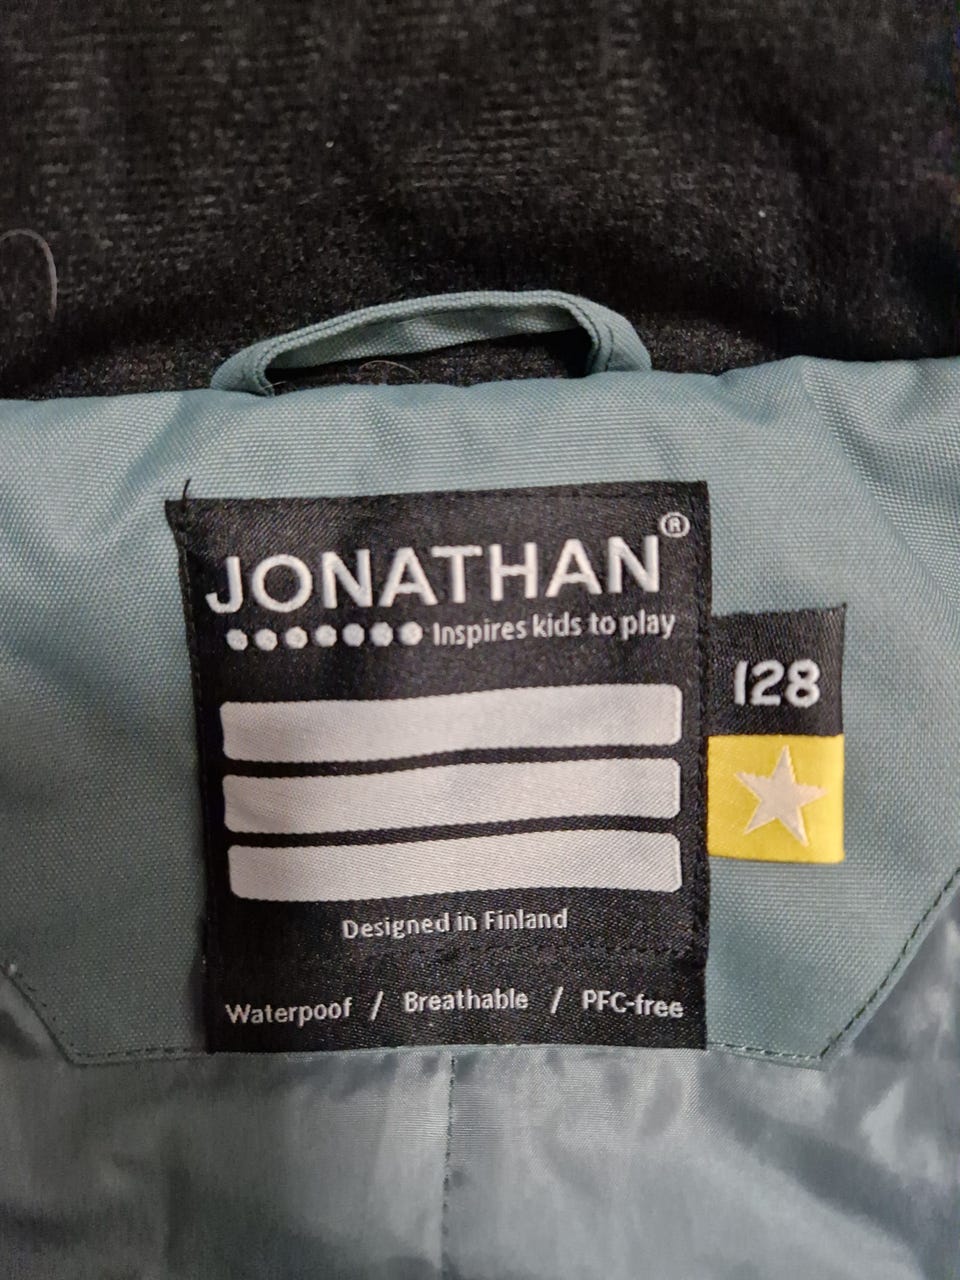 JONATHAN®
Inspires kids to play
128
Designed in Finland
Waterpoof / Breathable / PFC-free